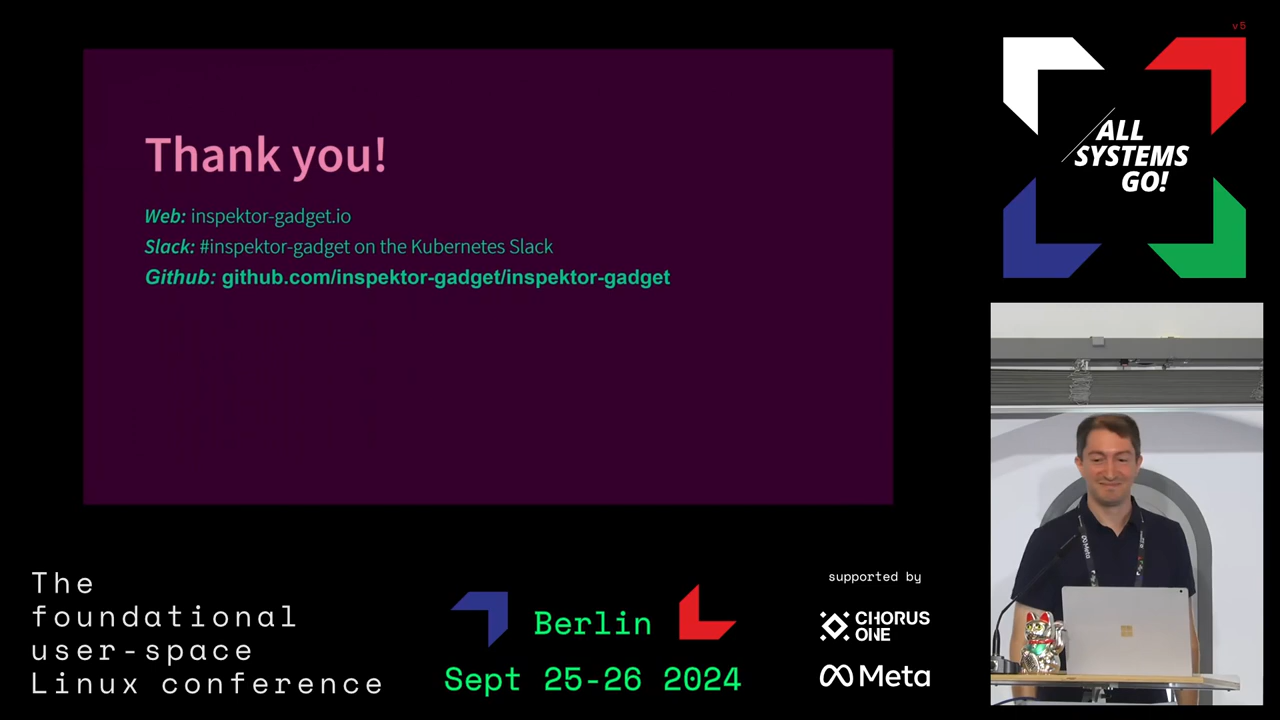 v5
ALL
SYSTEMS
GO!
Thank you!
Web: inspektor-gadget.io
Slack: #inspektor-gadget on the Kubernetes Slack
Github: github.com/inspektor-gadget/inspektor-gadget
The
foundational
user-space
Linux conference
Berlin
Sept 25-26 2024
supported by
CHORUS
ONE
Meta
Meta